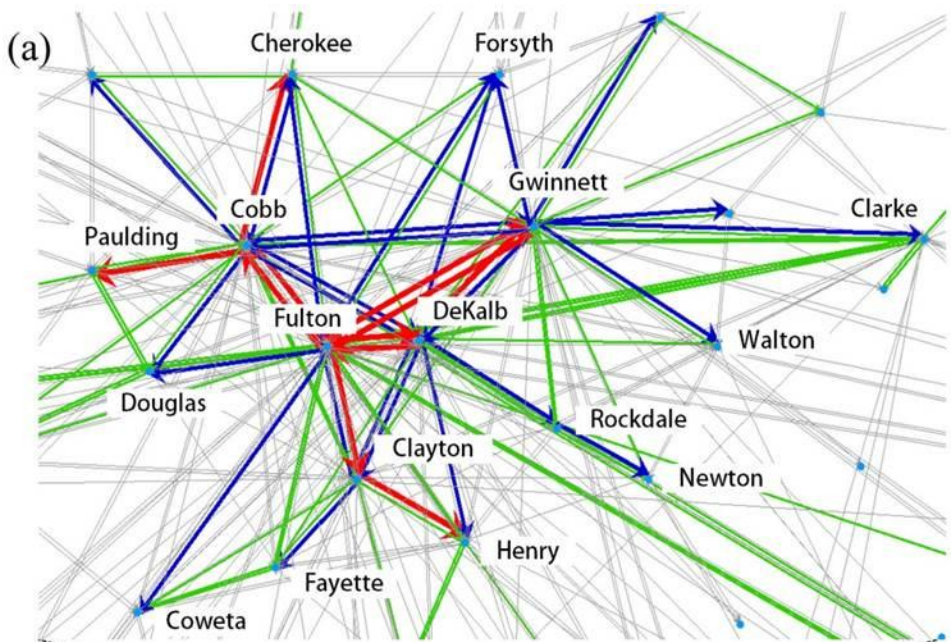 (a)
Cherokee
Forsyth
Gwinnett
Cobb
Clarke
Paulding
Fulton
DeKalb
Walton
Douglas
Rockdale
Clayton
Newton
Henry
Fayette
Coweta